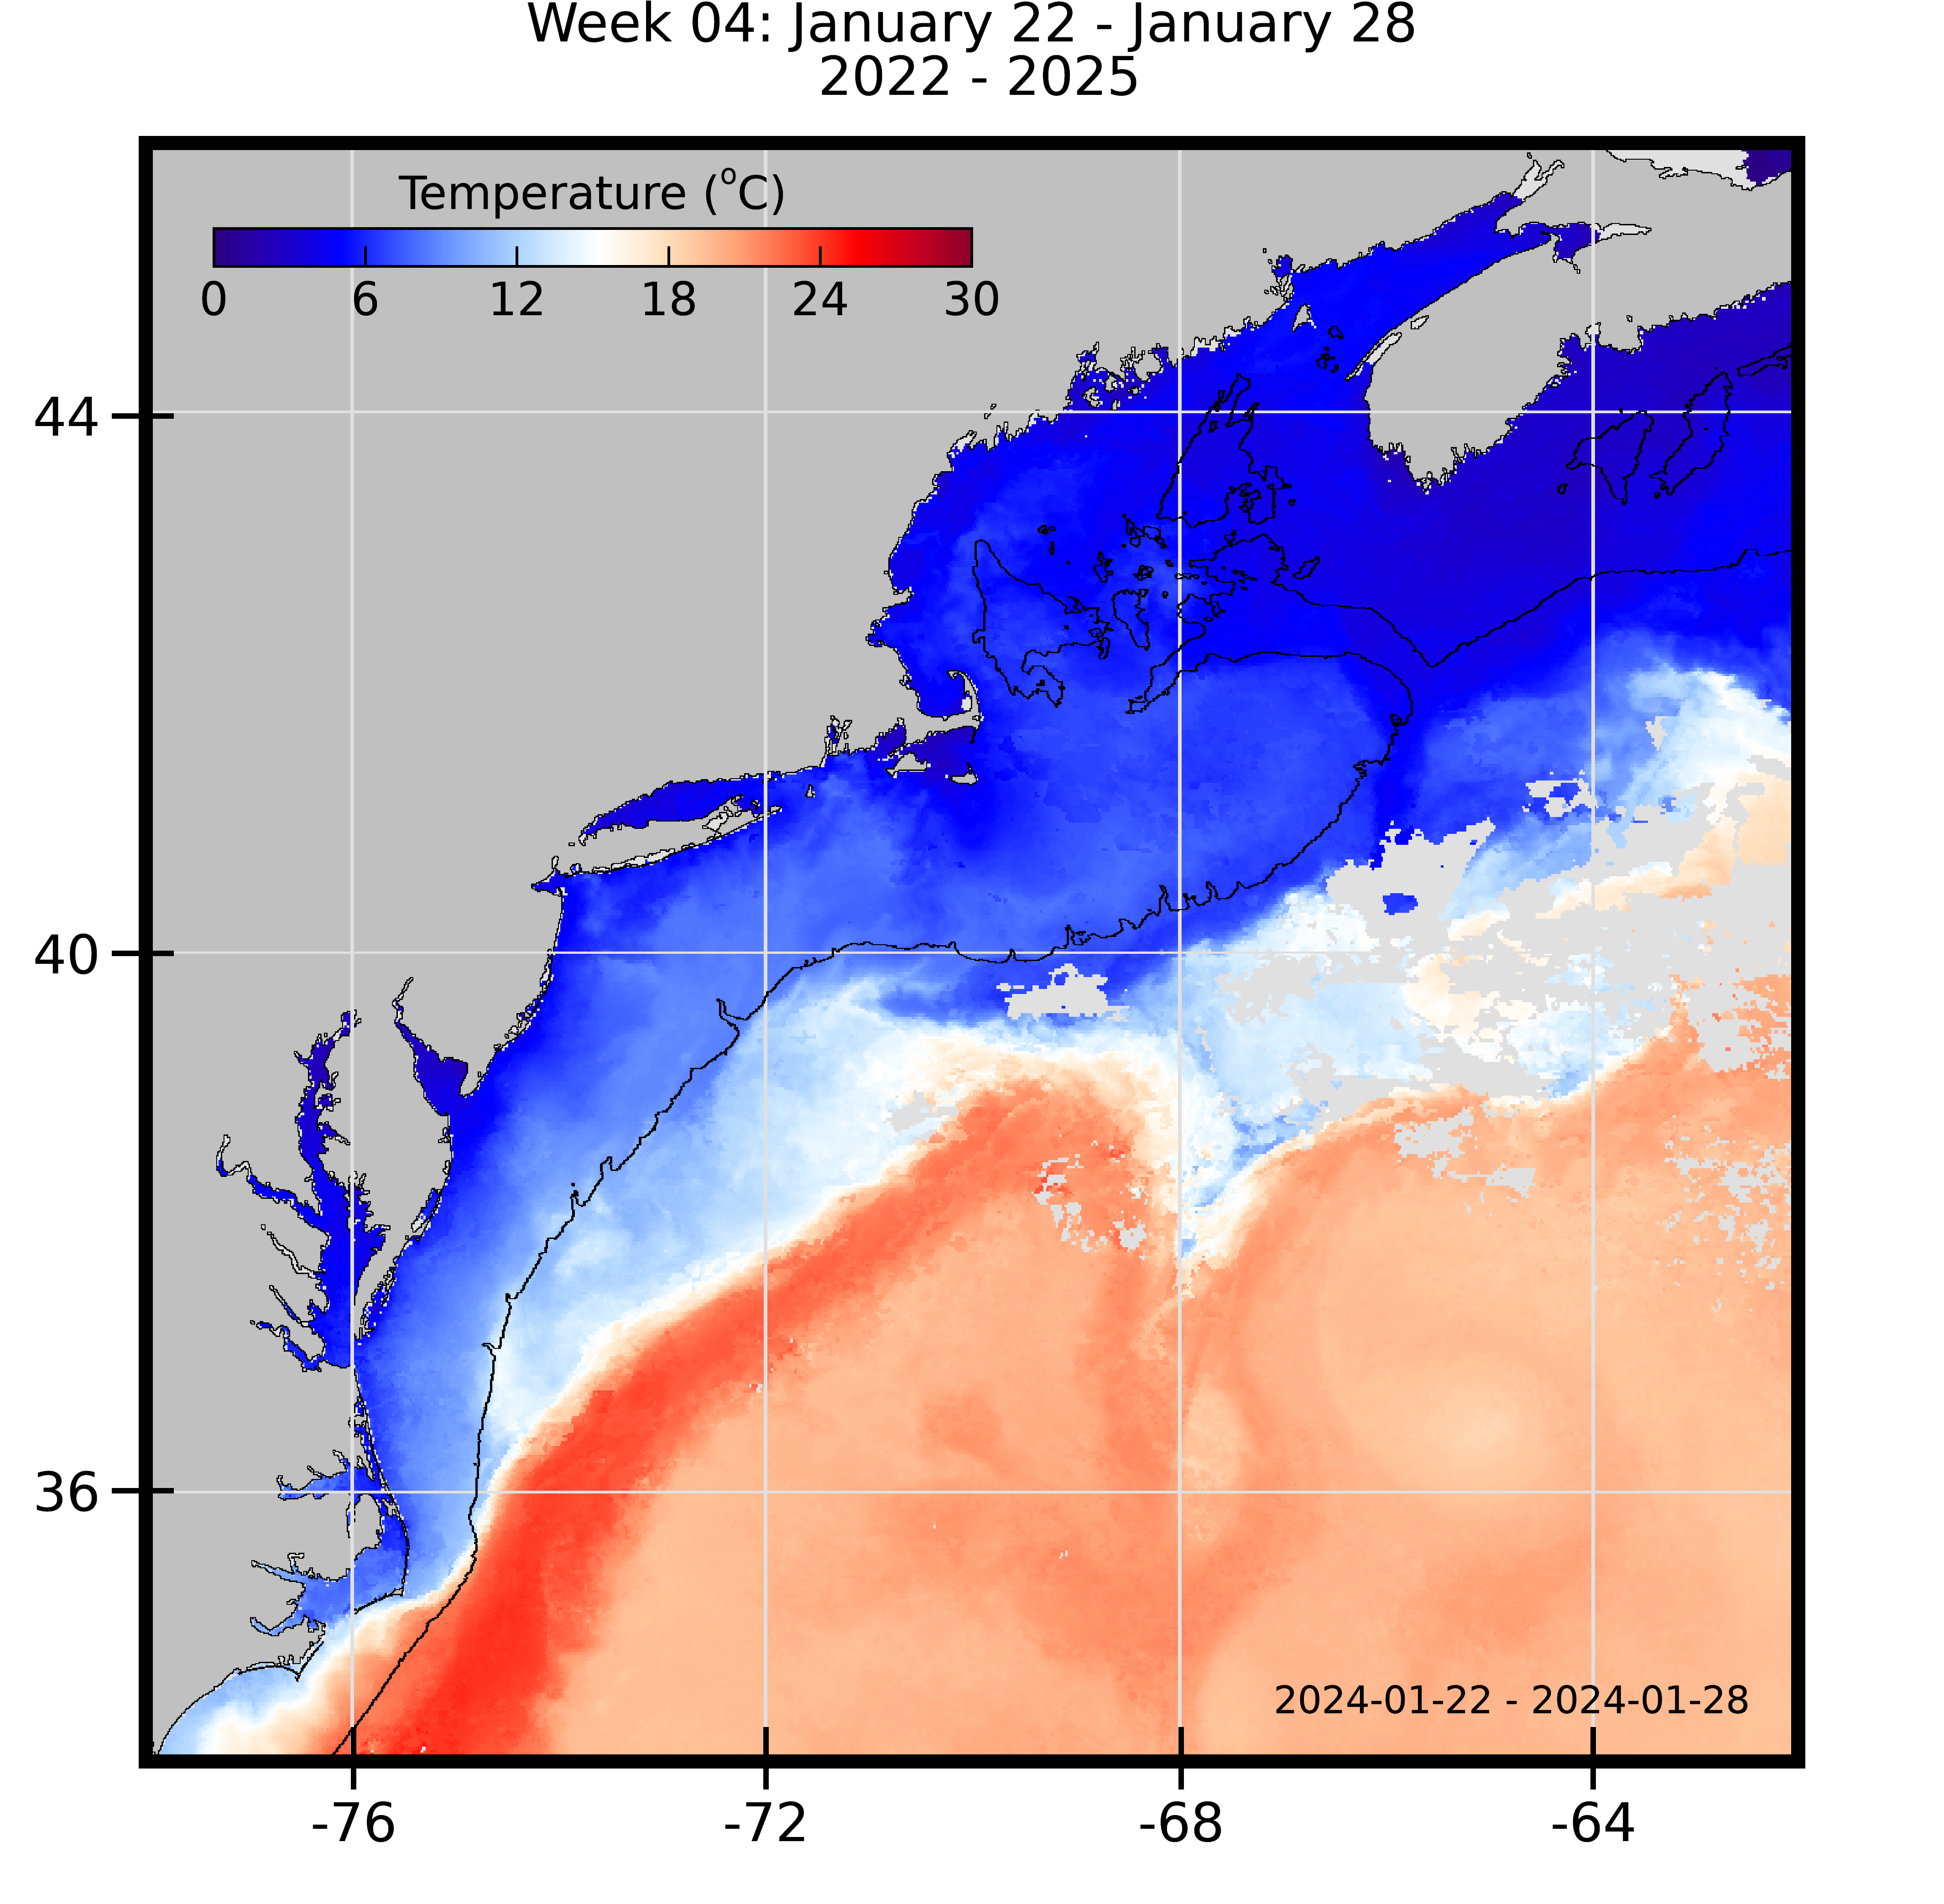 Week 04: January 22 - January 28
2022 - 2025
Temperature (°C)
0 6 12 18 24 30
44
40
36
2024-01-22 - 2024-01-28
-76 -72 -68 -64